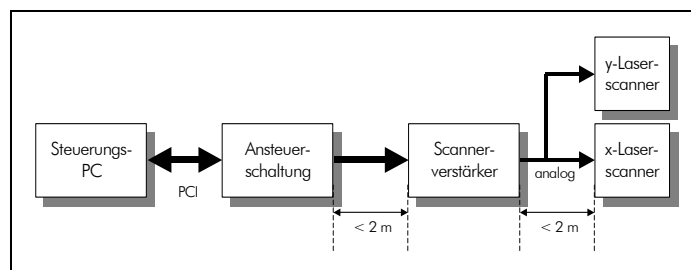 y-Laser-
scanner
Steuerungs-
PC
PCI
Ansteuer-
schaltung
Scanner-
verstärker
analog
x-Laser-
scanner
< 2 m
< 2 m